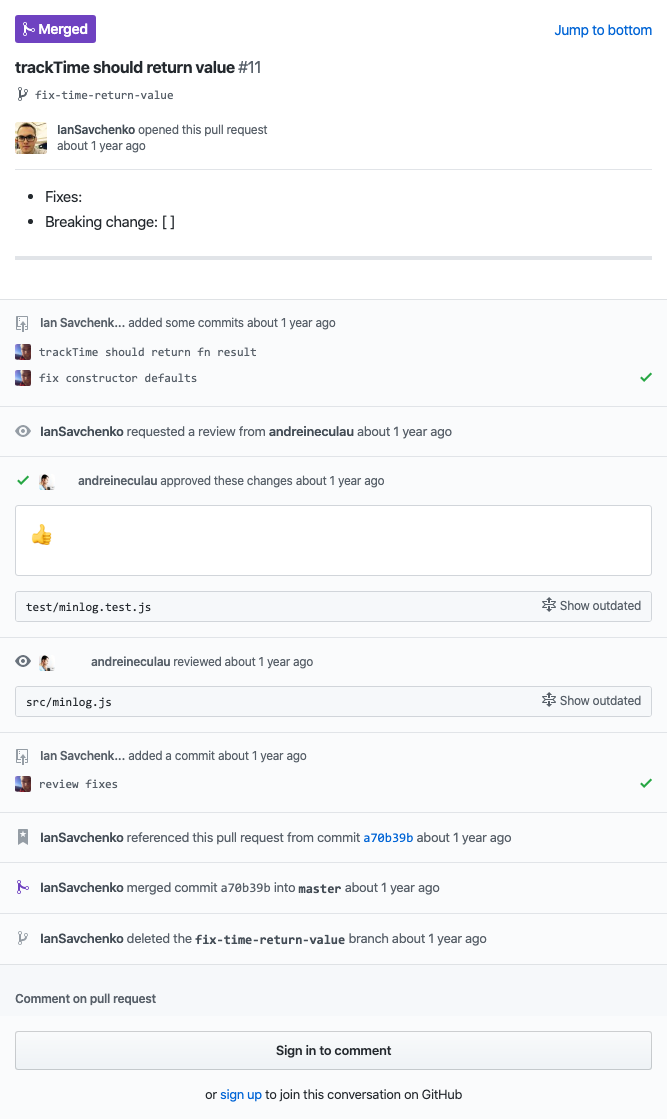 Merged
Jump to bottom
trackTime should return value #11
fix-time-return-value
IanSavchenko opened this pull request
about 1 year ago
• Fixes:
• Breaking change: [ ]
Ian Savchenk... added some commits about 1 year ago
trackTime should return fn result
fix constructor defaults
IanSavchenko requested a review from andreineculau about 1 year ago
andreineculau approved these changes about 1 year ago
👍
test/minlog.test.js
Show outdated
andreineculau reviewed about 1 year ago
src/minlog.js
Show outdated
Ian Savchenk... added a commit about 1 year ago
review fixes
IanSavchenko referenced this pull request from commit a70b39b about 1 year ago
IanSavchenko merged commit a70b39b into master about 1 year ago
IanSavchenko deleted the fix-time-return-value branch about 1 year ago
Comment on pull request
Sign in to comment
or sign up to join this conversation on GitHub